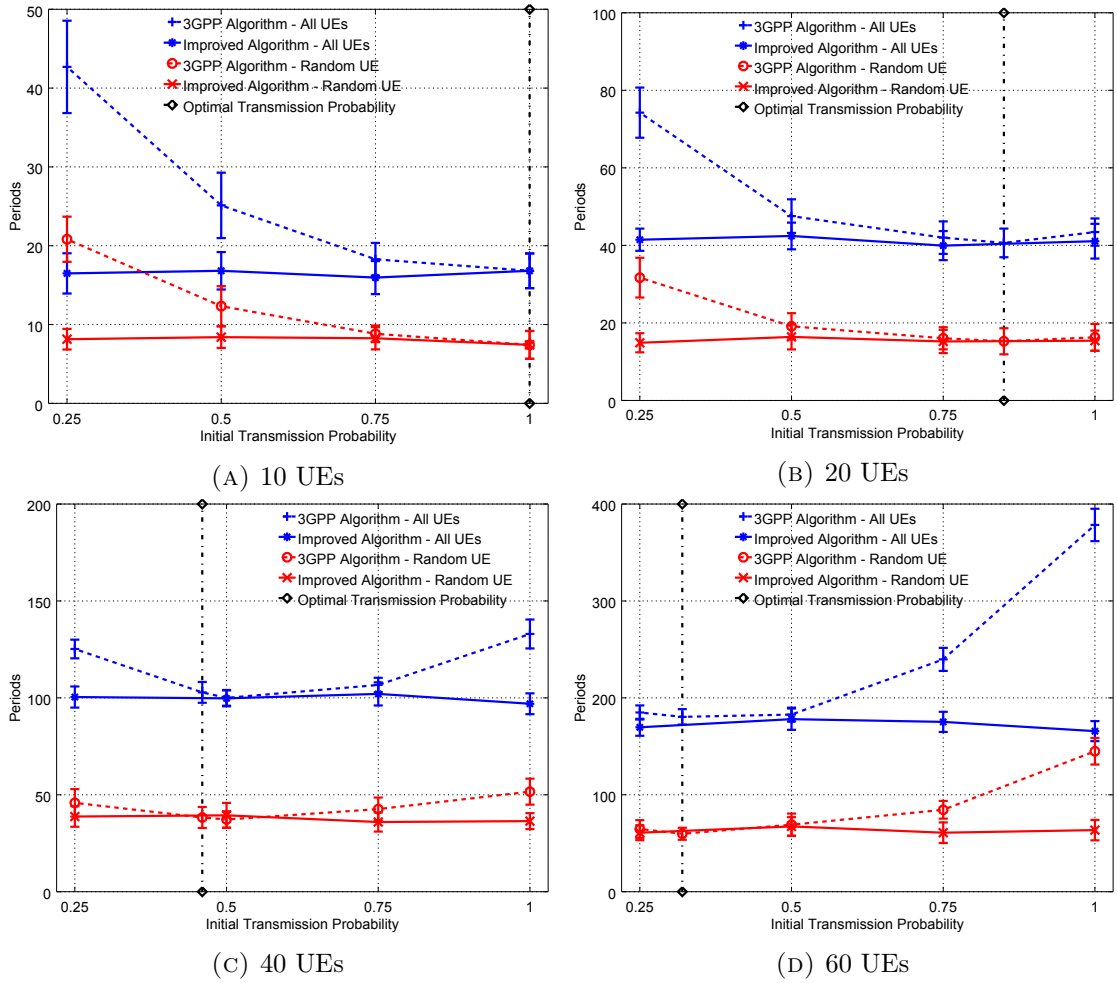 50
40
30
20
10
0
Periods
3GPP Algorithm - All UEs
Improved Algorithm - All UEs
3GPP Algorithm - Random UE
Improved Algorithm - Random UE
Optimal Transmission Probability
0.25
0.5
0.75
1
Initial Transmission Probability
(A) 10 UEs
100
80
60
40
20
0
Periods
3GPP Algorithm - All UEs
Improved Algorithm - All UEs
3GPP Algorithm - Random UE
Improved Algorithm - Random UE
Optimal Transmission Probability
0.25
0.5
0.75
1
Initial Transmission Probability
(B) 20 UEs
200
150
100
50
0
Periods
3GPP Algorithm - All UEs
Improved Algorithm - All UEs
3GPP Algorithm - Random UE
Improved Algorithm - Random UE
Optimal Transmission Probability
0.25
0.5
0.75
1
Initial Transmission Probability
(C) 40 UEs
400
300
200
100
0
Periods
3GPP Algorithm - All UEs
Improved Algorithm - All UEs
3GPP Algorithm - Random UE
Improved Algorithm - Random UE
Optimal Transmission Probability
0.25
0.5
0.75
1
Initial Transmission Probability
(D) 60 UEs